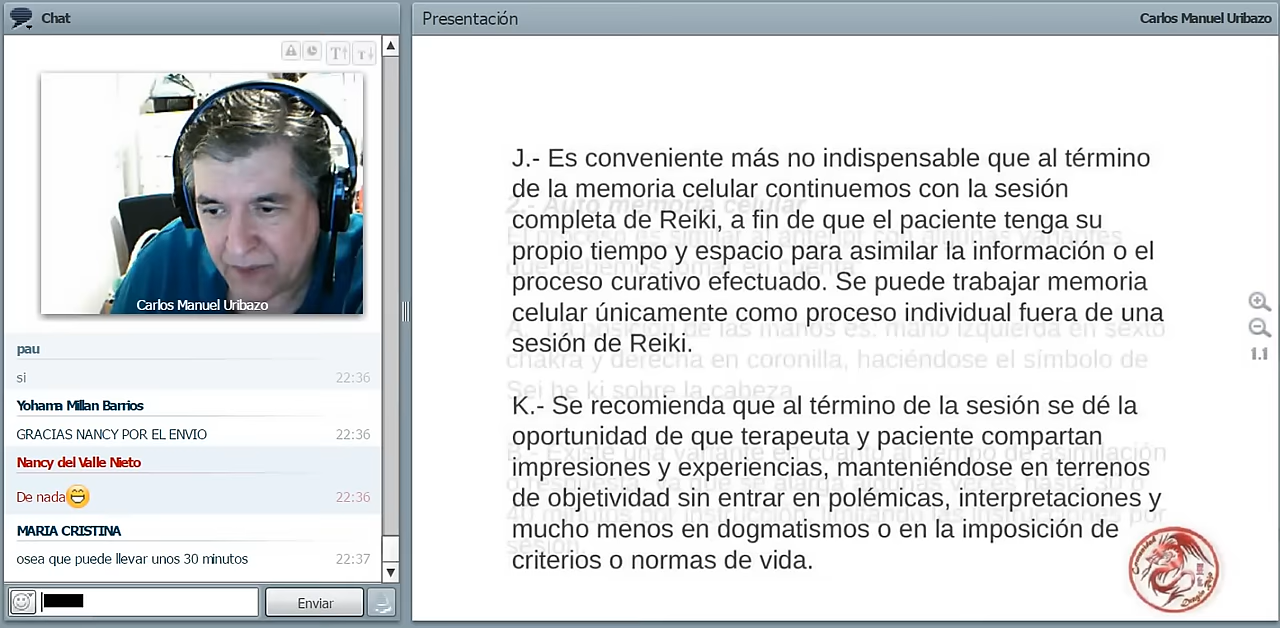 Chat
Carlos Manuel Uribazo
pau
si 22:36
Yohama Millan Barrios
GRACIAS NANCY POR EL ENVIO 22:36
Nancy del Valle Nieto
De nada 22:36
MARIA CRISTINA
osea que puede llevar unos 30 minutos 22:37
Enviar
Presentación
Carlos Manuel Uribazo
J.- Es conveniente más no indispensable que al término
de la memoria celular continuemos con la sesión
completa de Reiki, a fin de que el paciente tenga su
propio tiempo y espacio para asimilar la información o el
proceso curativo efectuado. Se puede trabajar memoria
celular únicamente como proceso individual fuera de una
sesión de Reiki.
K.- Se recomienda que al término de la sesión se dé la
oportunidad de que terapeuta y paciente compartan
impresiones y experiencias, manteniéndose en terrenos
de objetividad sin entrar en polémicas, interpretaciones y
mucho menos en dogmatismos o en la imposición de
criterios o normas de vida.
1.1